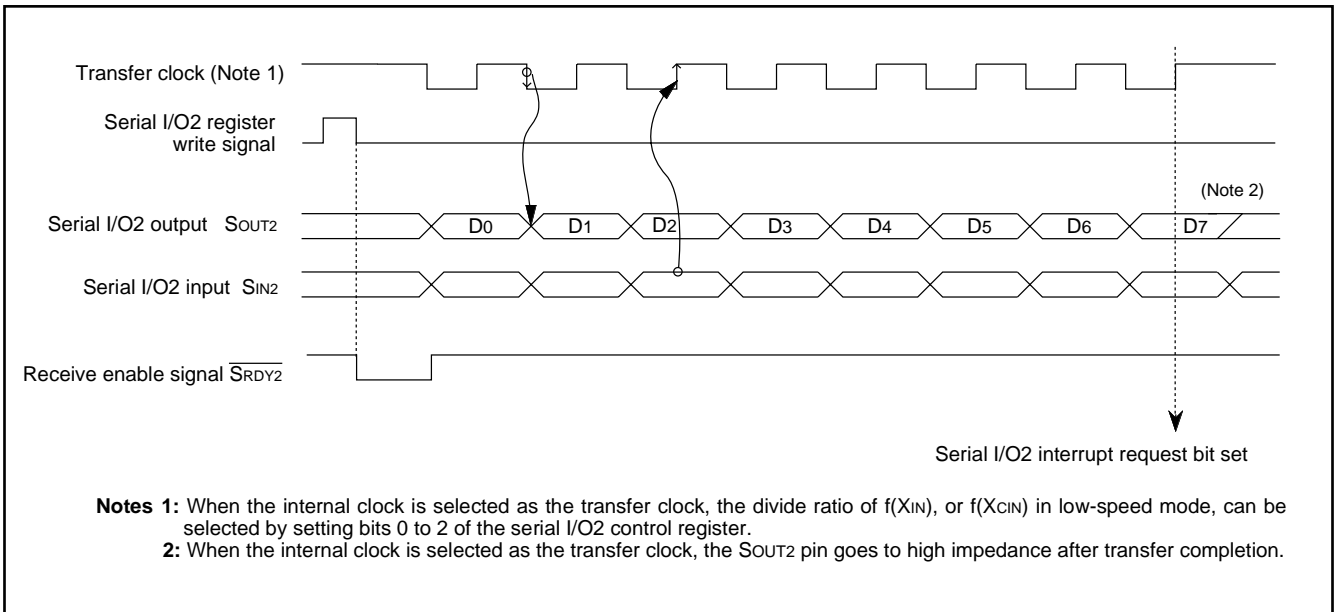 Transfer clock (Note 1)
Serial I/O2 register
write signal
(Note 2)
Serial I/O2 output SOUT2
D0 D1 D2 D3 D4 D5 D6 D7
Serial I/O2 input SIN2
Receive enable signal SRDY2
Serial I/O2 interrupt request bit set
Notes 1: When the internal clock is selected as the transfer clock, the divide ratio of f(XIN), or f(XCIN) in low-speed mode, can be
selected by setting bits 0 to 2 of the serial I/O2 control register.
2: When the internal clock is selected as the transfer clock, the SOUT2 pin goes to high impedance after transfer completion.